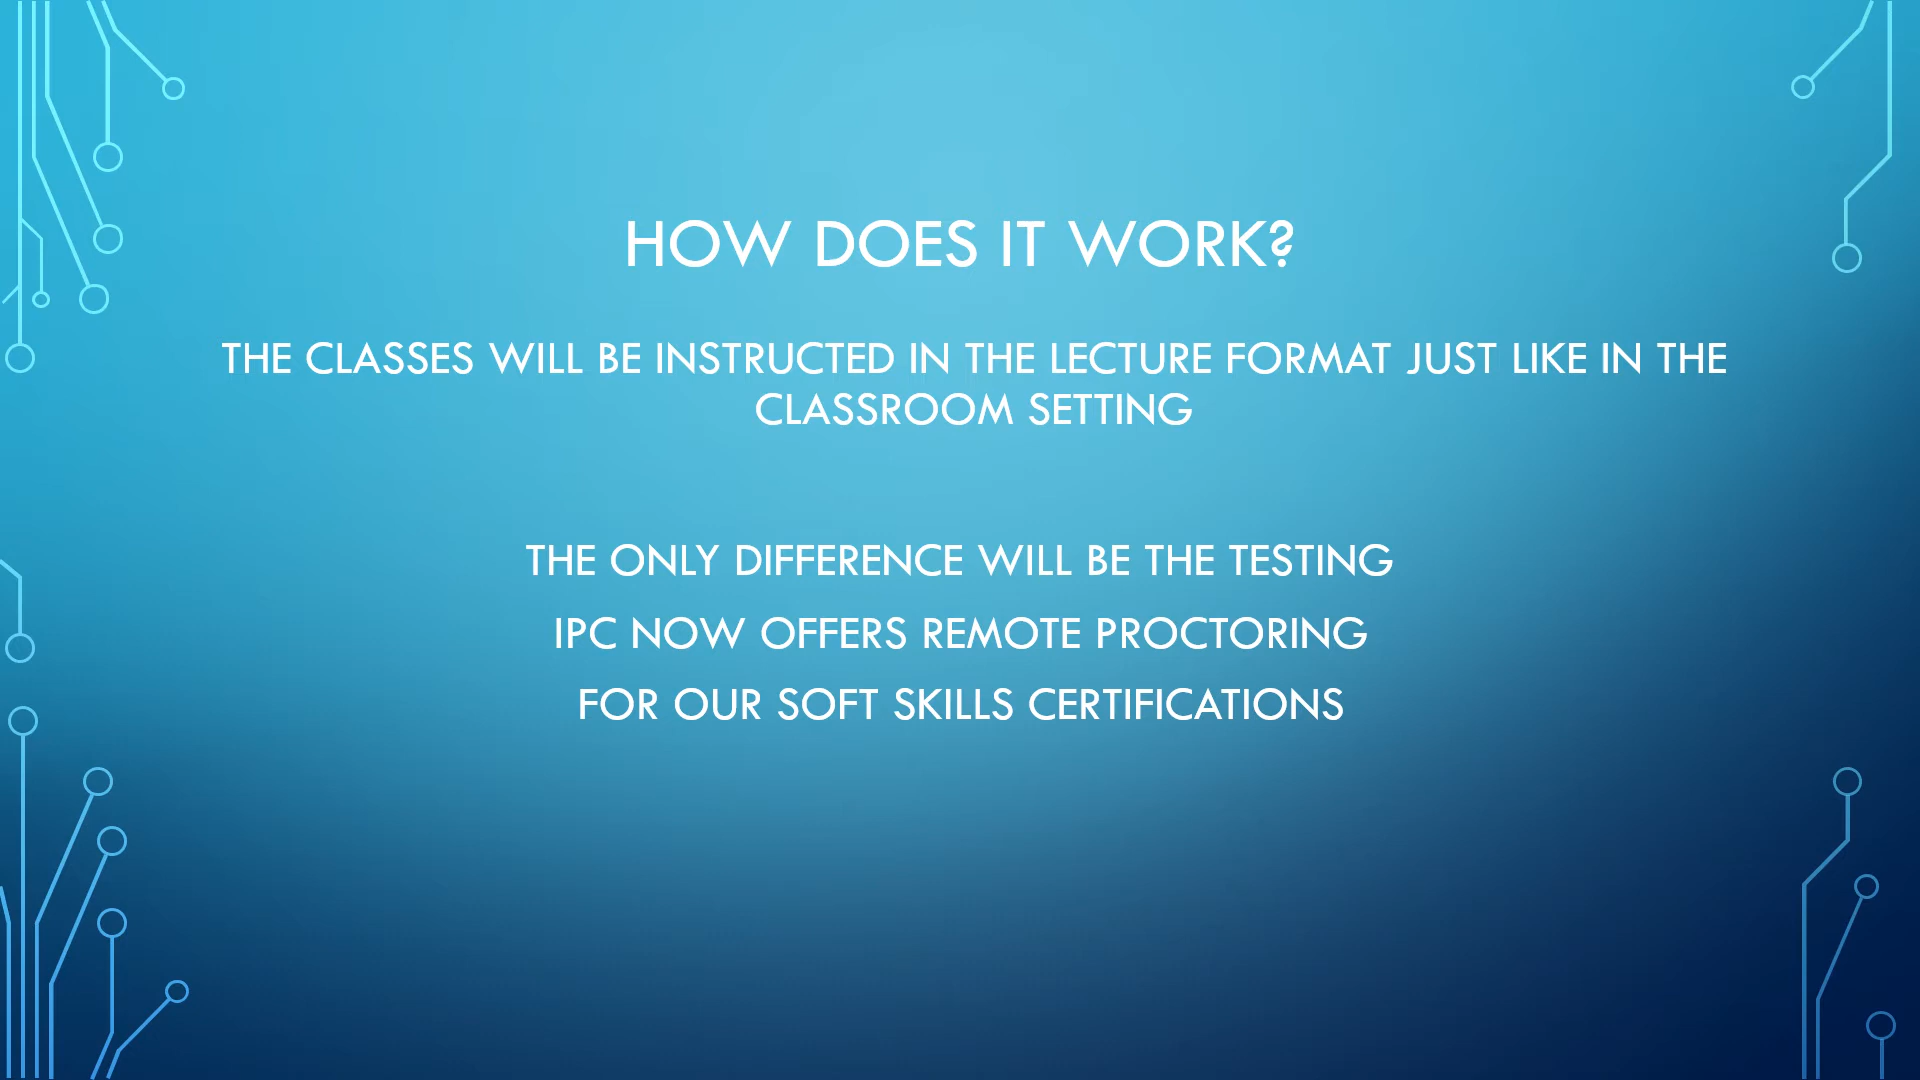 HOW DOES IT WORK?
THE CLASSES WILL BE INSTRUCTED IN THE LECTURE FORMAT JUST LIKE IN THE
CLASSROOM SETTING
THE ONLY DIFFERENCE WILL BE THE TESTING
IPC NOW OFFERS REMOTE PROCTORING
FOR OUR SOFT SKILLS CERTIFICATIONS